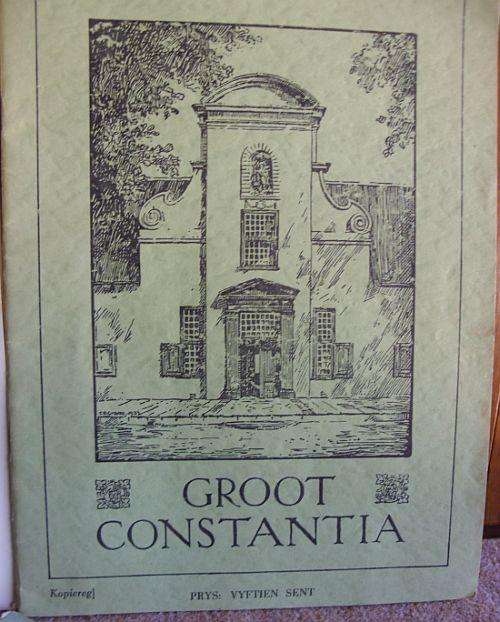 GROOT
CONSTANTIA
Kopiereg]
PRYS: VYFTIEN SENT